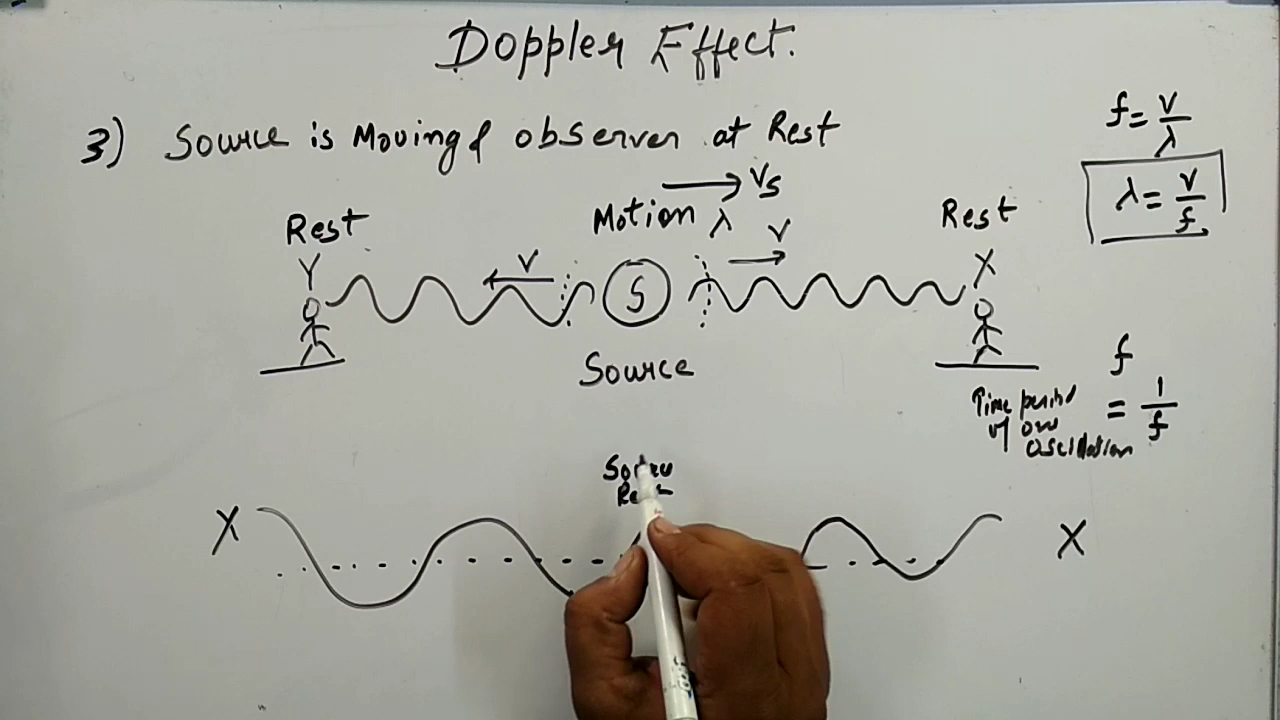 Doppler Effect.
3) Source is Moving & observer at Rest
f = v/λ
λ = v/f
Motion → Vs
λ
Rest
Rest
Y
v
S
v
X
Source
f
Time period = 1/f
of one
oscillation
Rest
X
X